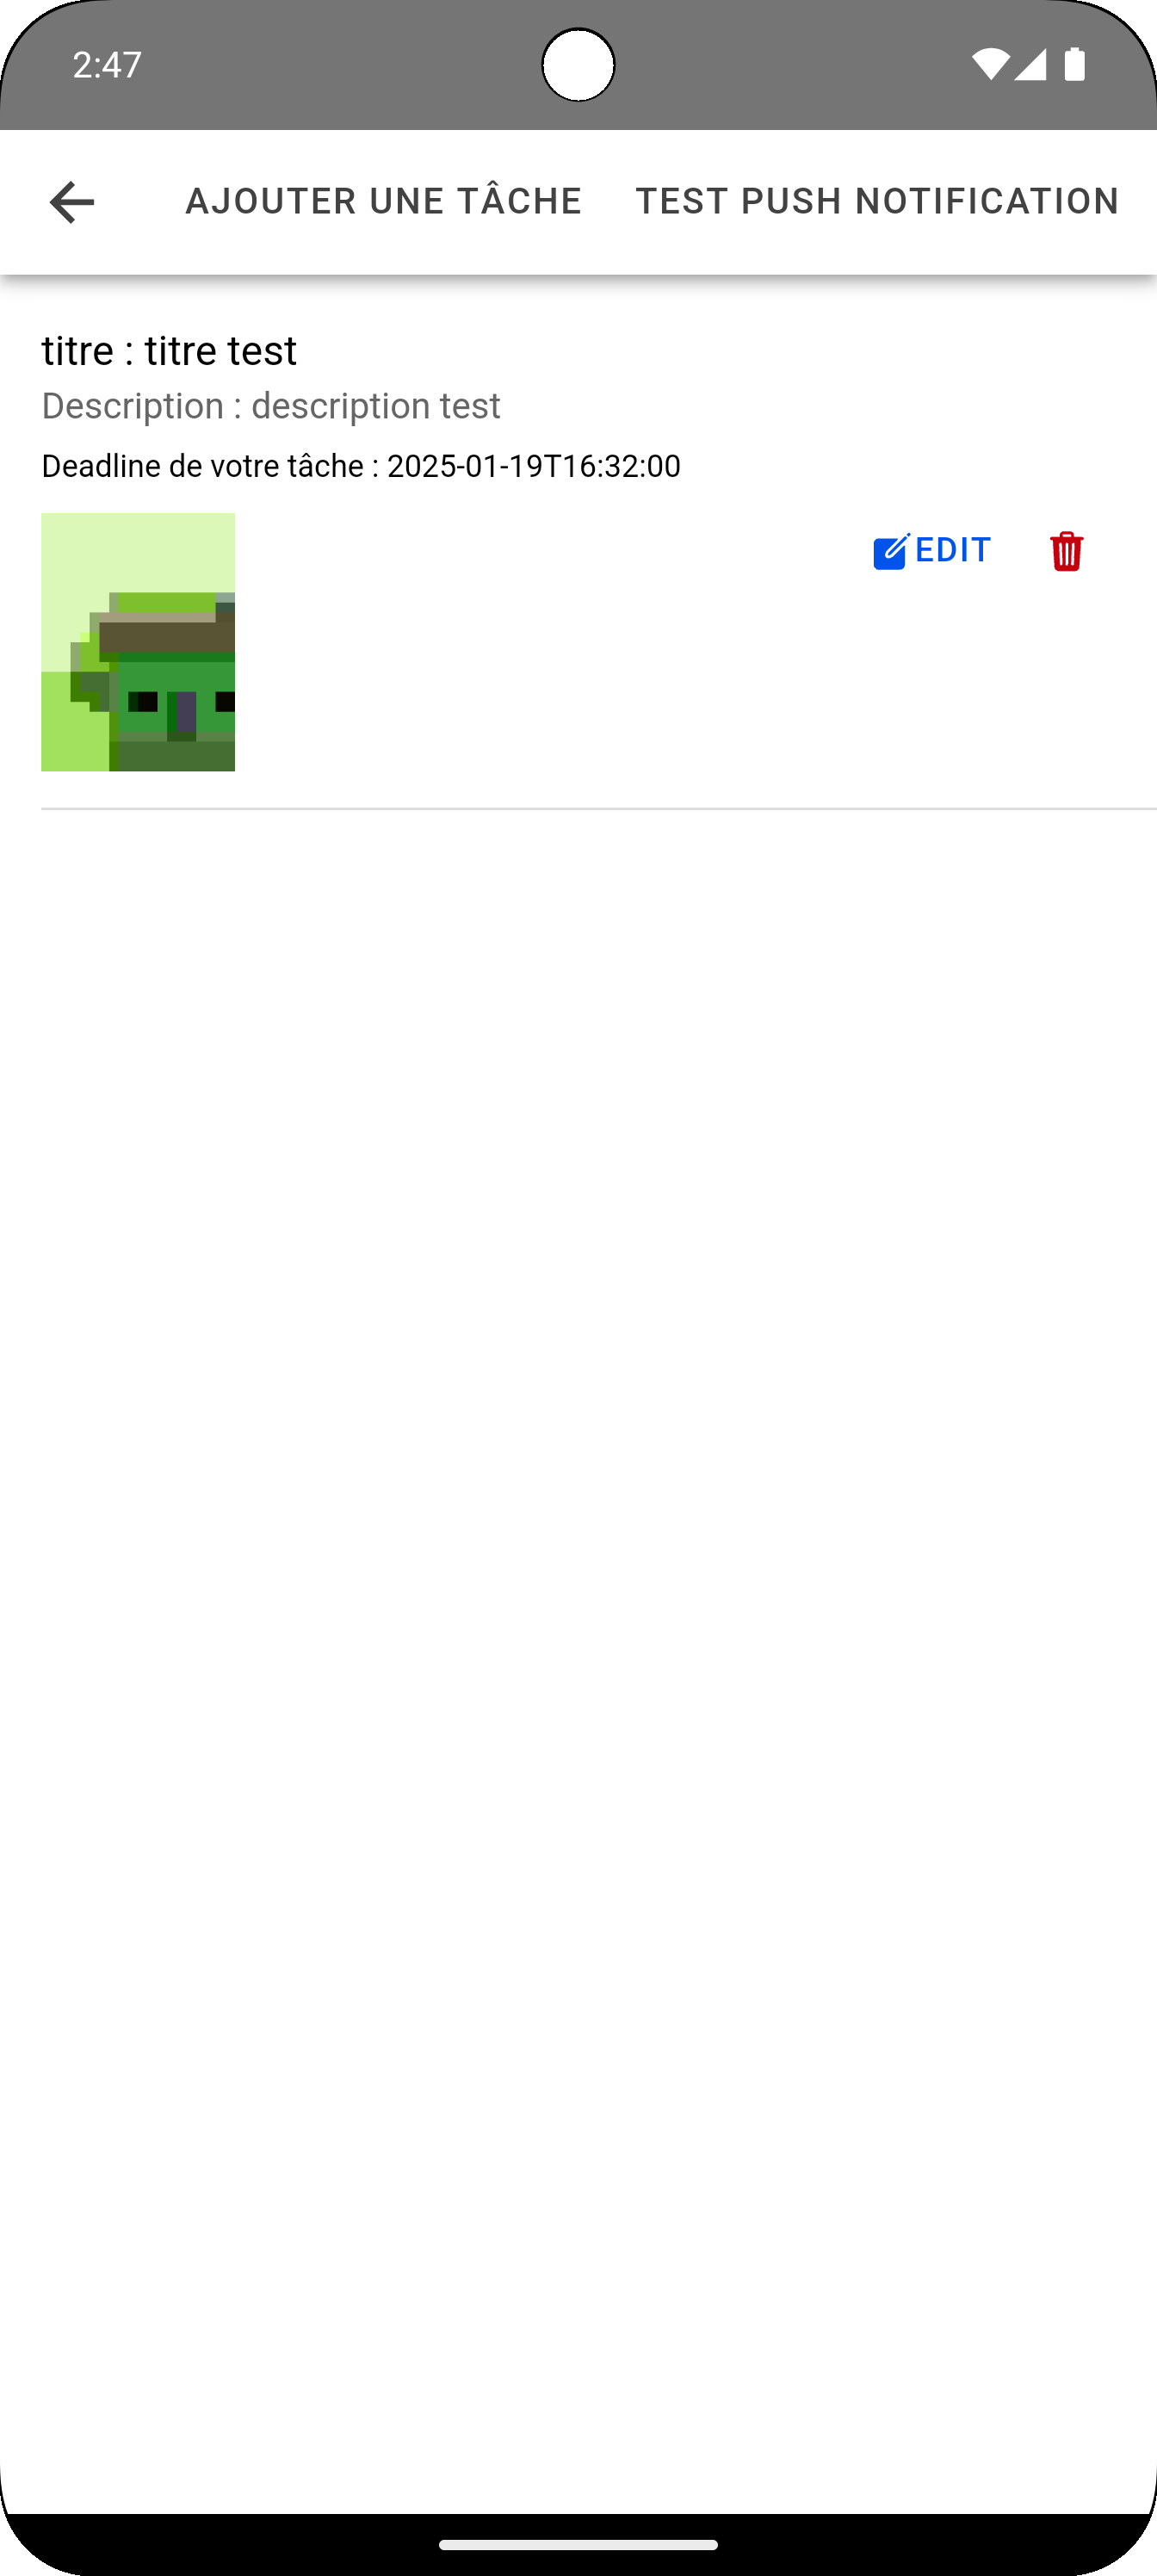 2:47
AJOUTER UNE TÂCHE TEST PUSH NOTIFICATION
titre : titre test
Description : description test
Deadline de votre tâche : 2025-01-19T16:32:00
EDIT